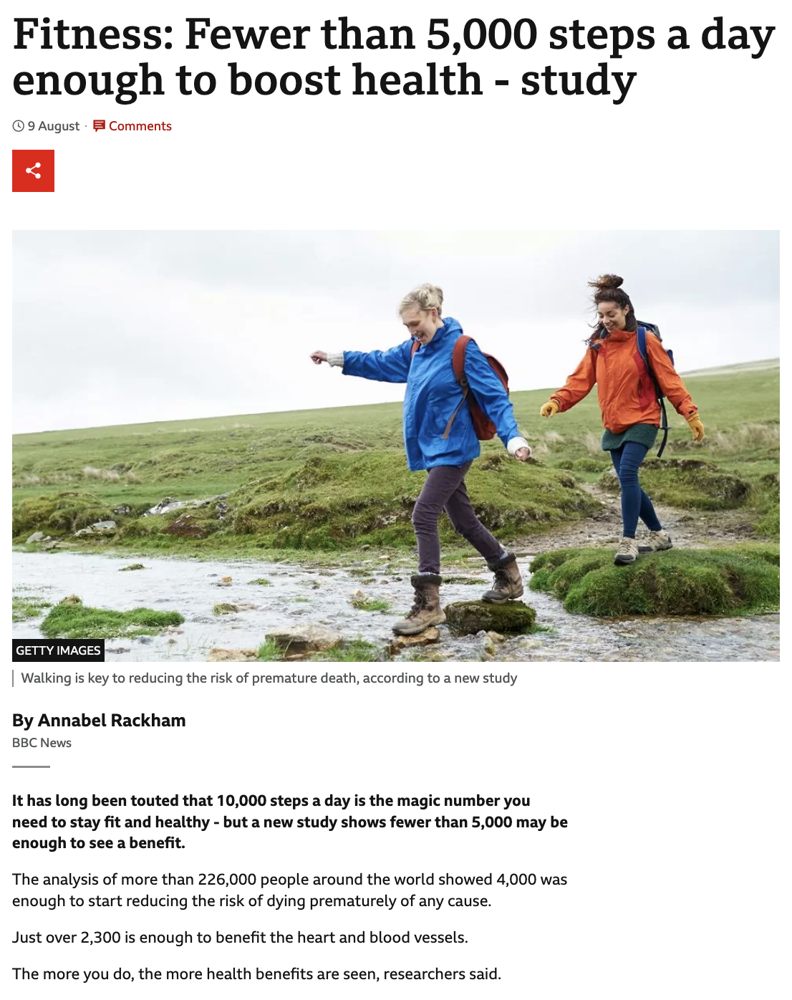 Fitness: Fewer than 5,000 steps a day
enough to boost health - study
9 August · Comments
GETTY IMAGES
Walking is key to reducing the risk of premature death, according to a new study
By Annabel Rackham
BBC News
It has long been touted that 10,000 steps a day is the magic number you
need to stay fit and healthy - but a new study shows fewer than 5,000 may be
enough to see a benefit.
The analysis of more than 226,000 people around the world showed 4,000 was
enough to start reducing the risk of dying prematurely of any cause.
Just over 2,300 is enough to benefit the heart and blood vessels.
The more you do, the more health benefits are seen, researchers said.